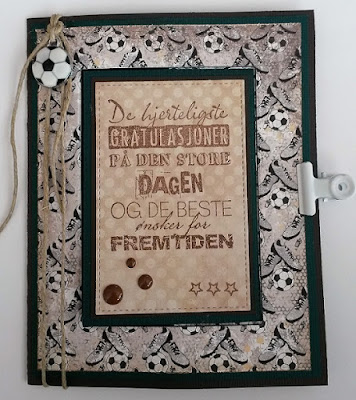 De hjerteligste
GRATULASJONER
PÅ DEN STORE
DAGEN
OG DE BESTE
ønsker for
FREMTIDEN